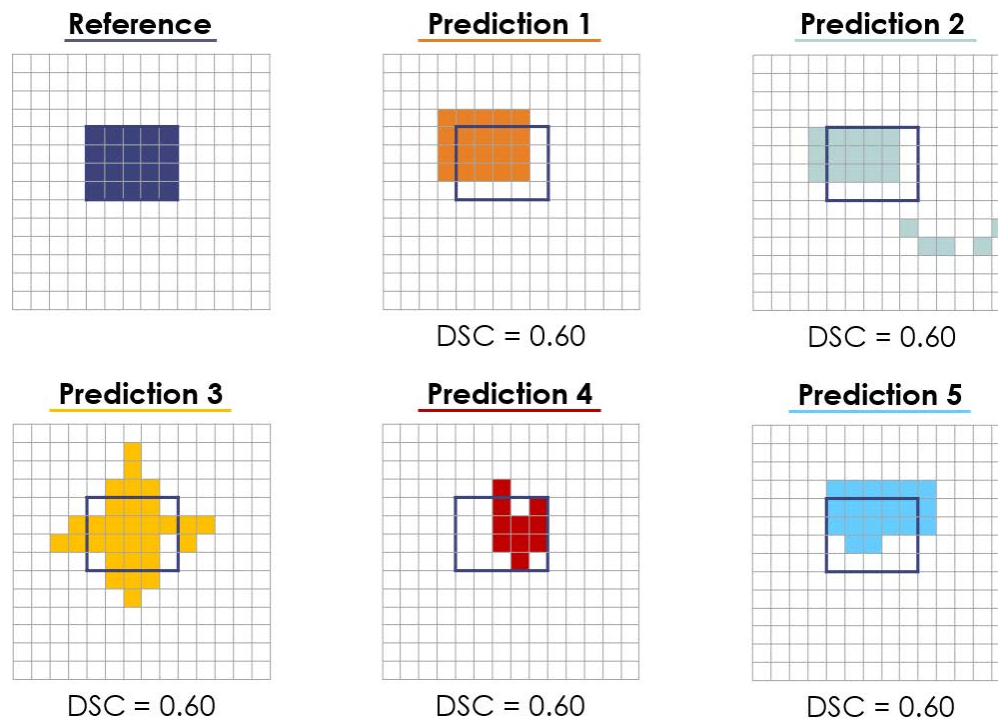 Reference
Prediction 1
Prediction 2
DSC = 0.60
DSC = 0.60
Prediction 3
Prediction 4
Prediction 5
DSC = 0.60
DSC = 0.60
DSC = 0.60